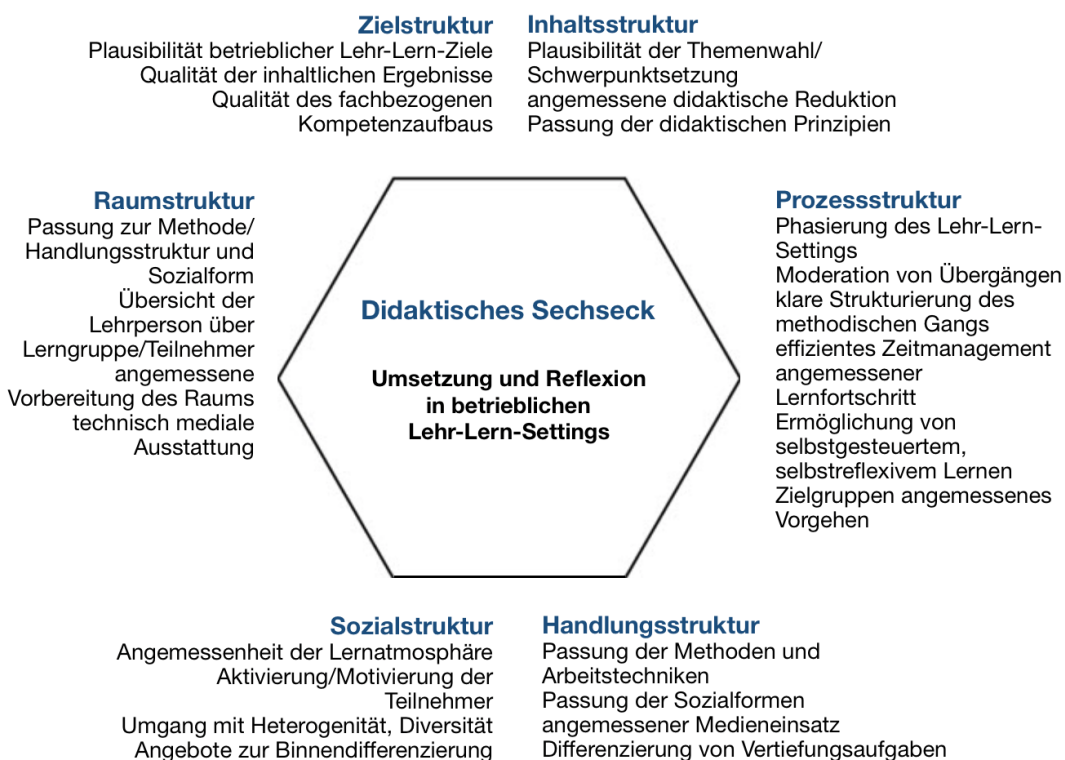 Zielstruktur
Plausibilität betrieblicher Lehr-Lern-Ziele
Qualität der inhaltlichen Ergebnisse
Qualität des fachbezogenen
Kompetenzaufbaus
Inhaltsstruktur
Plausibilität der Themenwahl/
Schwerpunktsetzung
angemessene didaktische Reduktion
Passung der didaktischen Prinzipien
Raumstruktur
Passung zur Methode/
Handlungsstruktur und
Sozialform
Übersicht der
Lehrperson über
Lerngruppe/Teilnehmer
angemessene
Vorbereitung des Raums
technisch mediale
Ausstattung
Didaktisches Sechseck
Umsetzung und Reflexion
in betrieblichen
Lehr-Lern-Settings
Prozessstruktur
Phasierung des Lehr-Lern-
Settings
Moderation von Übergängen
klare Strukturierung des
methodischen Gangs
effizientes Zeitmanagement
angemessener
Lernfortschritt
Ermöglichung von
selbstgesteuertem,
selbstreflexivem Lernen
Zielgruppen angemessenes
Vorgehen
Sozialstruktur
Angemessenheit der Lernatmosphäre
Aktivierung/Motivierung der
Teilnehmer
Umgang mit Heterogenität, Diversität
Angebote zur Binnendifferenzierung
Handlungsstruktur
Passung der Methoden und
Arbeitstechniken
Passung der Sozialformen
angemessener Medieneinsatz
Differenzierung von Vertiefungsaufgaben